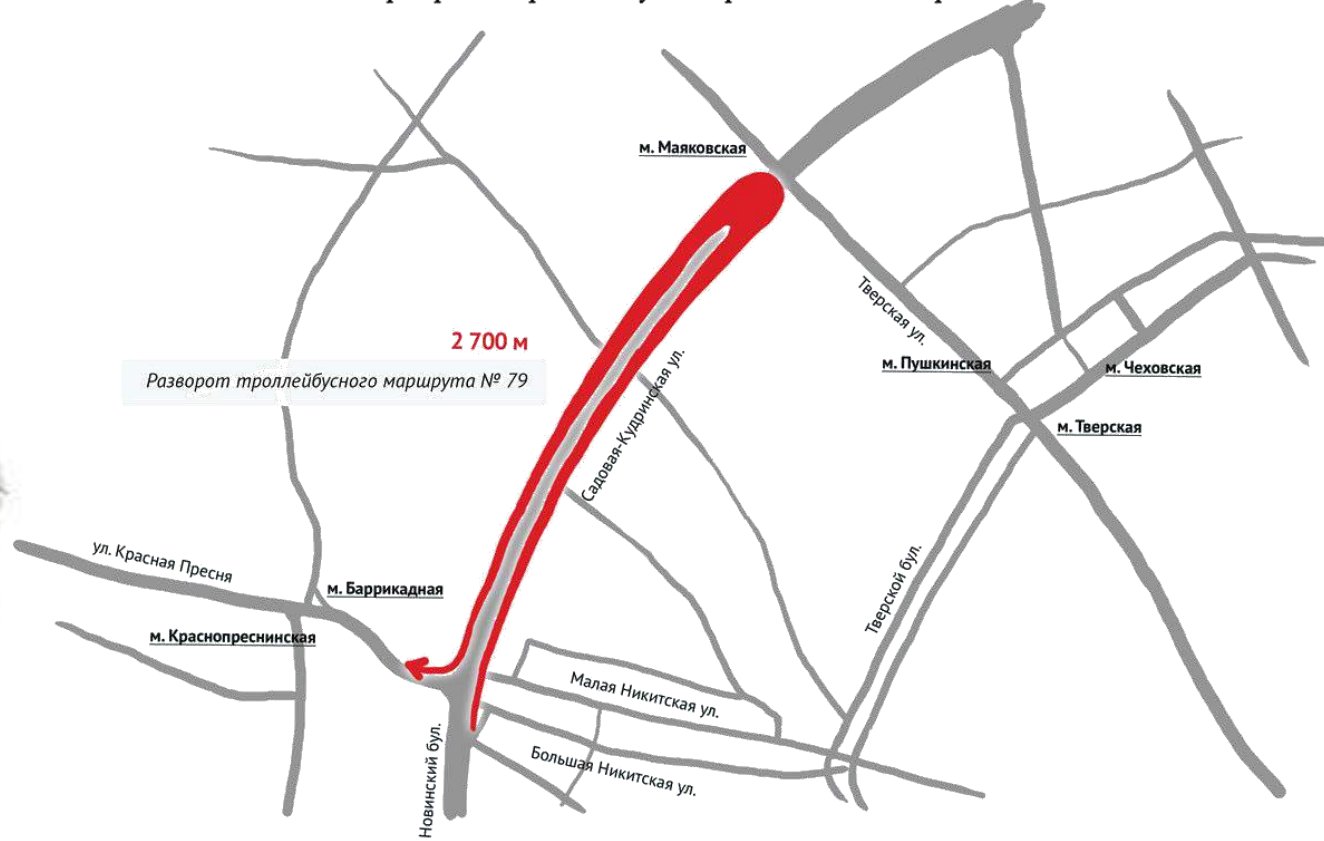 м. Маяковская
Тверская ул.
2 700 м
Разворот троллейбусного маршрута № 79
м. Пушкинская
м. Чеховская
м. Тверская
Садовая-Кудринская ул.
ул. Красная Пресня
м. Баррикадная
м. Краснопреснинская
Тверской бул.
Малая Никитская ул.
Большая Никитская ул.
Новинский бул.